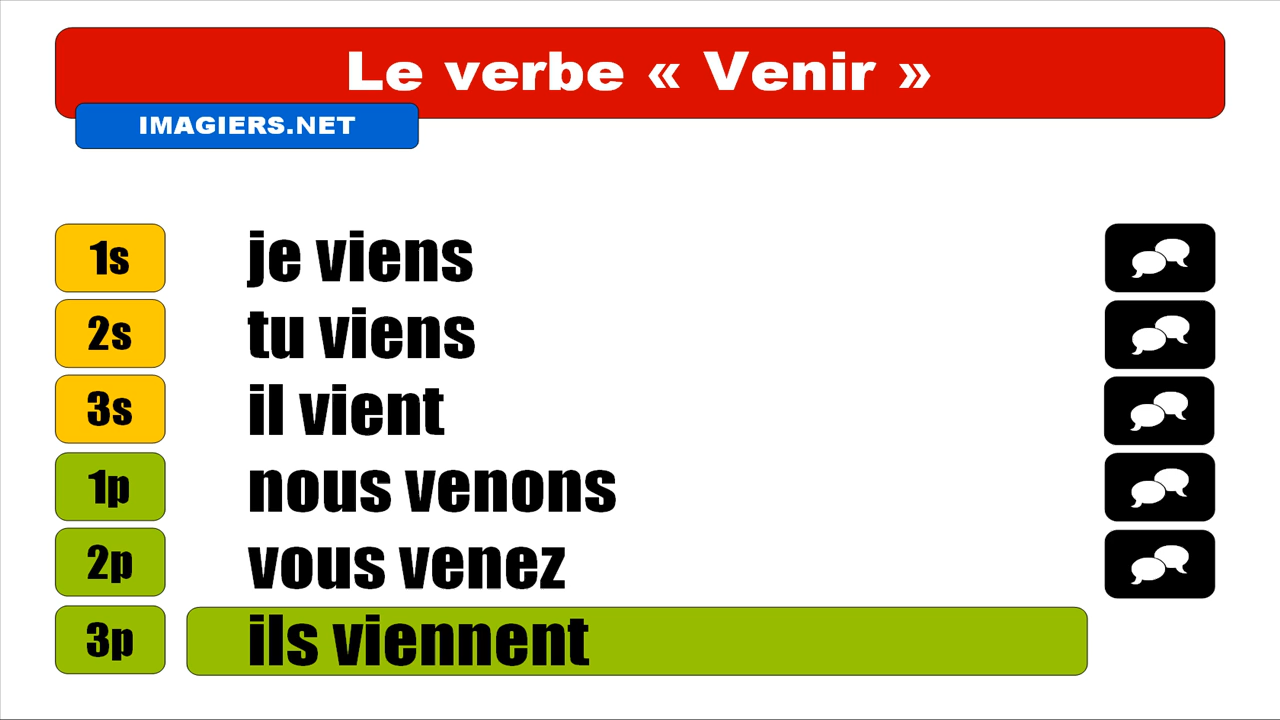 Le verbe « Venir »
IMAGIERS.NET
1s je viens
2s tu viens
3s il vient
1p nous venons
2p vous venez
3p ils viennent